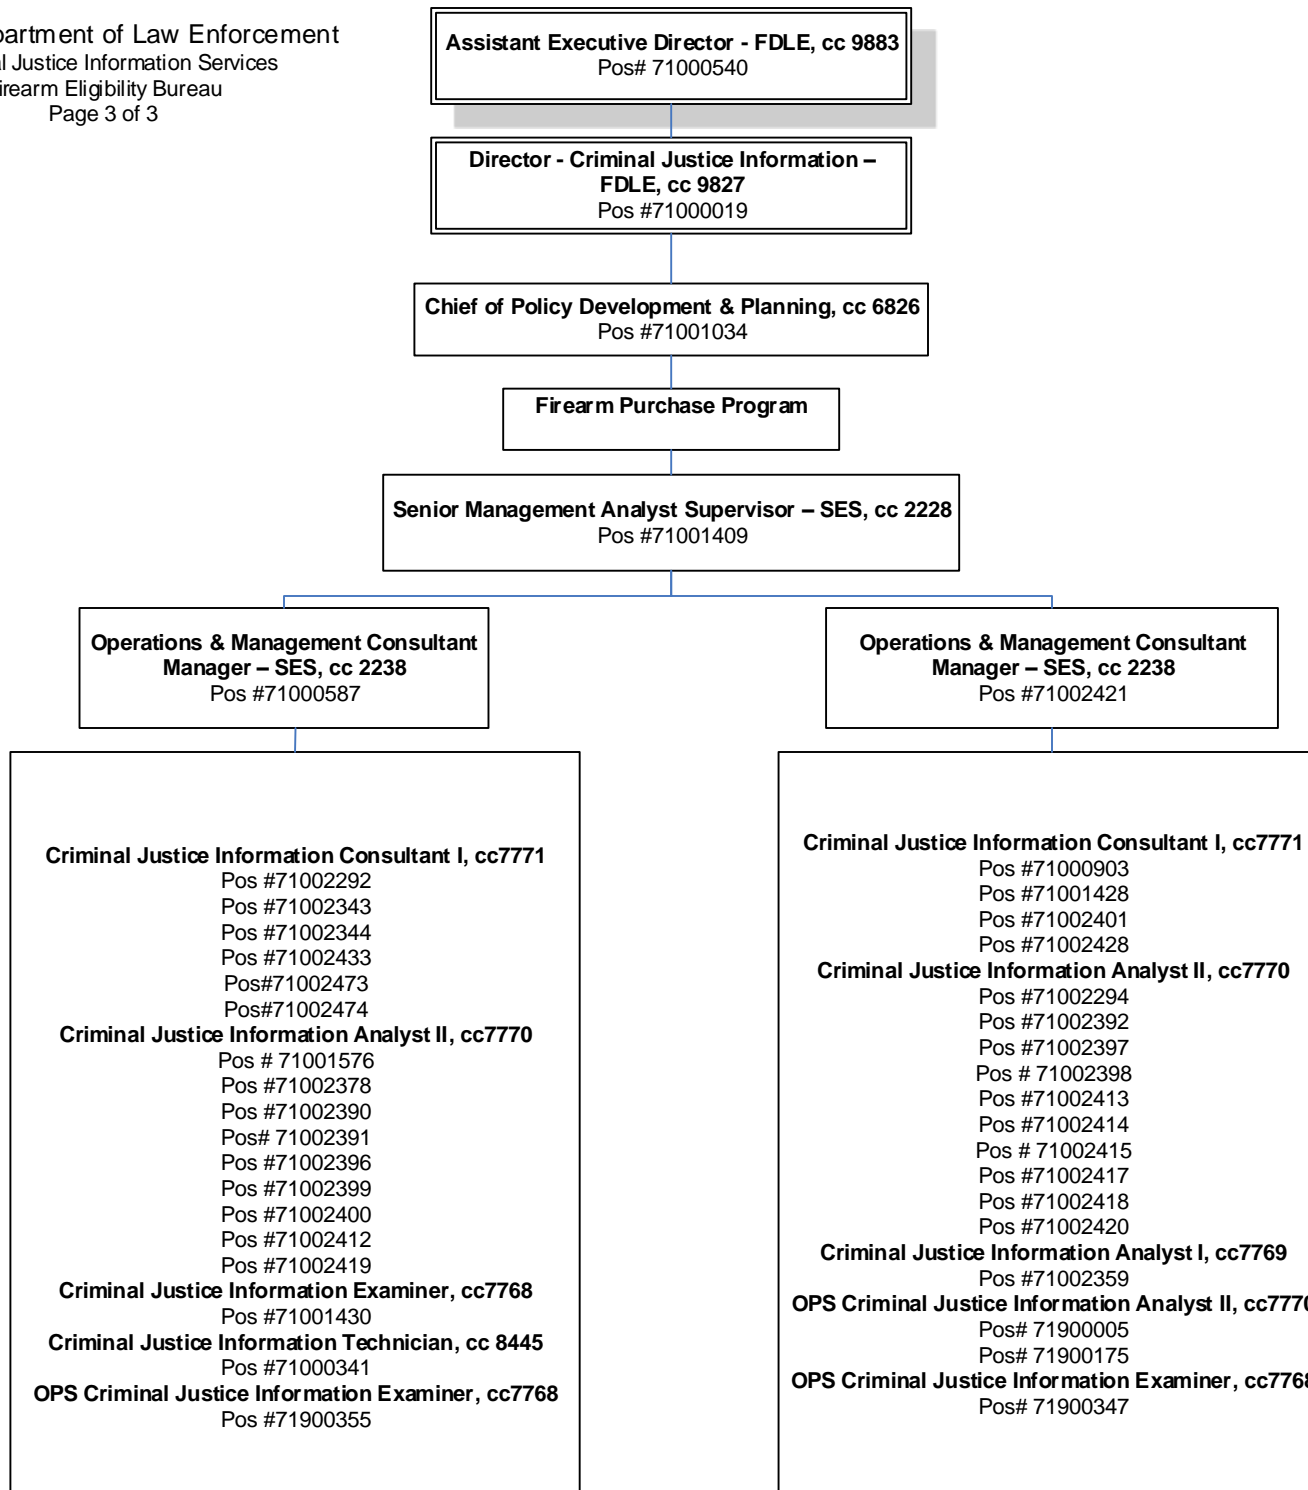 partment of Law Enforcement
al Justice Information Services
irearm Eligibility Bureau
Page 3 of 3
Assistant Executive Director - FDLE, cc 9883
Pos# 71000540
Director - Criminal Justice Information –
FDLE, cc 9827
Pos #71000019
Chief of Policy Development & Planning, cc 6826
Pos #71001034
Firearm Purchase Program
Senior Management Analyst Supervisor – SES, cc 2228
Pos #71001409
Operations & Management Consultant
Manager – SES, cc 2238
Pos #71000587
Operations & Management Consultant
Manager – SES, cc 2238
Pos #71002421
Criminal Justice Information Consultant I, cc7771
Pos #71002292
Pos #71002343
Pos #71002344
Pos #71002433
Pos#71002473
Pos#71002474
Criminal Justice Information Analyst II, cc7770
Pos # 71001576
Pos #71002378
Pos #71002390
Pos# 71002391
Pos #71002396
Pos #71002399
Pos #71002400
Pos #71002412
Pos #71002419
Criminal Justice Information Examiner, cc7768
Pos #71001430
Criminal Justice Information Technician, cc 8445
Pos #71000341
OPS Criminal Justice Information Examiner, cc7768
Pos #71900355
Criminal Justice Information Consultant I, cc7771
Pos #71000903
Pos #71001428
Pos #71002401
Pos #71002428
Criminal Justice Information Analyst II, cc7770
Pos #71002294
Pos #71002392
Pos #71002397
Pos # 71002398
Pos #71002413
Pos #71002414
Pos # 71002415
Pos #71002417
Pos #71002418
Pos #71002420
Criminal Justice Information Analyst I, cc7769
Pos #71002359
OPS Criminal Justice Information Analyst II, cc7770
Pos# 71900005
Pos# 71900175
OPS Criminal Justice Information Examiner, cc7768
Pos# 71900347